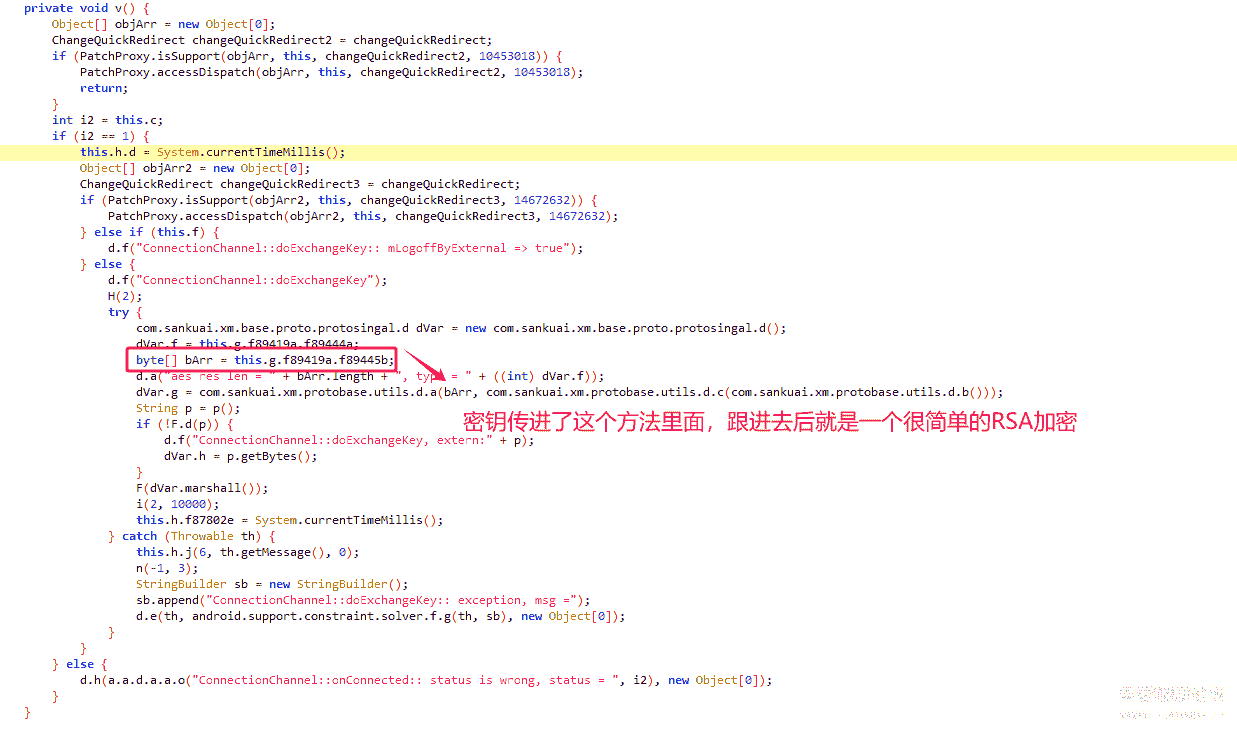 private void v() {
Object[] objArr = new Object[0];
ChangeQuickRedirect changeQuickRedirect2 = changeQuickRedirect;
if (PatchProxy.isSupport(objArr, this, changeQuickRedirect2, 10453018)) {
PatchProxy.accessDispatch(objArr, this, changeQuickRedirect2, 10453018);
return;
}
int i2 = this.c;
if (i2 == 1) {
this.h.d = System.currentTimeMillis();
Object[] objArr2 = new Object[0];
ChangeQuickRedirect changeQuickRedirect3 = changeQuickRedirect;
if (PatchProxy.isSupport(objArr2, this, changeQuickRedirect3, 14672632)) {
PatchProxy.accessDispatch(objArr2, this, changeQuickRedirect3, 14672632);
} else if (this.f) {
d.f("ConnectionChannel::doExchangeKey:: mLogoffByExternal => true");
} else {
d.f("ConnectionChannel::doExchangeKey");
H(2);
try {
com.sankuai.xm.base.proto.protosingal.d dVar = new com.sankuai.xm.base.proto.protosingal.d();
dVar.f = this.g.f89419a.f89444a;
byte[] bArr = this.g.f89419a.f89445b;
d.a("aes res len = " + bArr.length + ", type = " + ((int) dVar.f));
dVar.g = com.sankuai.xm.protobase.utils.d.a(bArr, com.sankuai.xm.protobase.utils.d.c(com.sankuai.xm.protobase.utils.d.b()));
String p = p();
密钥传进了这个方法里面，跟进去后就是一个很简单的RSA加密
if (!F.d(p)) {
d.f("ConnectionChannel::doExchangeKey, extern:" + p);
dVar.h = p.getBytes();
}
F(dVar.marshall());
i(2, 10000);
this.h.f87802e = System.currentTimeMillis();
} catch (Throwable th) {
this.h.j(6, th.getMessage(), 0);
n(-1, 3);
StringBuilder sb = new StringBuilder();
sb.append("ConnectionChannel::doExchangeKey:: exception, msg =");
d.e(th, android.support.constraint.solver.f.g(th, sb), new Object[0]);
}
}
} else {
d.h(a.a.d.a.a.o("ConnectionChannel::onConnected:: status is wrong, status = ", i2), new Object[0]);
}
}